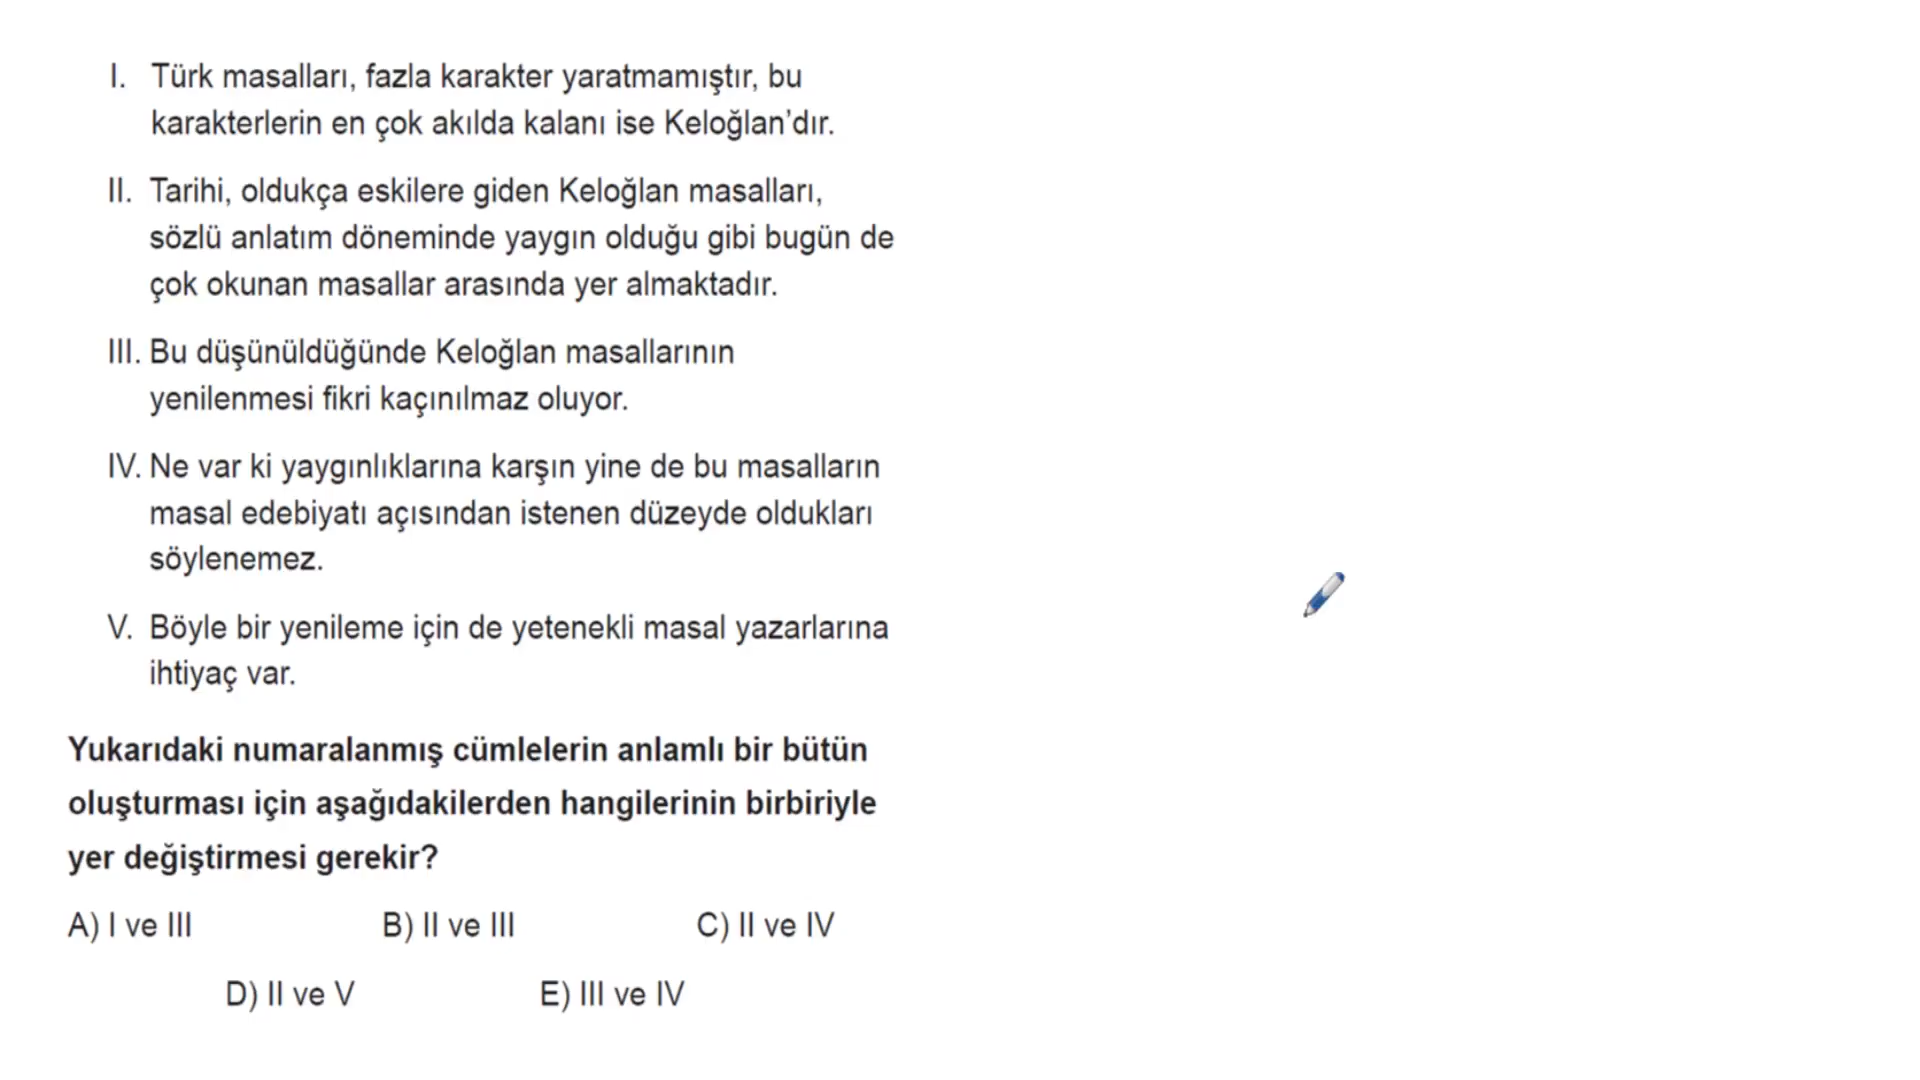 I. Türk masalları, fazla karakter yaratmamıştır, bu
karakterlerin en çok akılda kalanı ise Keloğlan’dır.
II. Tarihi, oldukça eskilere giden Keloğlan masalları,
sözlü anlatım döneminde yaygın olduğu gibi bugün de
çok okunan masallar arasında yer almaktadır.
III. Bu düşünüldüğünde Keloğlan masallarının
yenilenmesi fikri kaçınılmaz oluyor.
IV. Ne var ki yaygınlıklarına karşın yine de bu masalların
masal edebiyatı açısından istenen düzeyde oldukları
söylenemez.
V. Böyle bir yenileme için de yetenekli masal yazarlarına
ihtiyaç var.
Yukarıdaki numaralanmış cümlelerin anlamlı bir bütün
oluşturması için aşağıdakilerden hangilerinin birbiriyle
yer değiştirmesi gerekir?
A) I ve III B) II ve III C) II ve IV
D) II ve V E) III ve IV